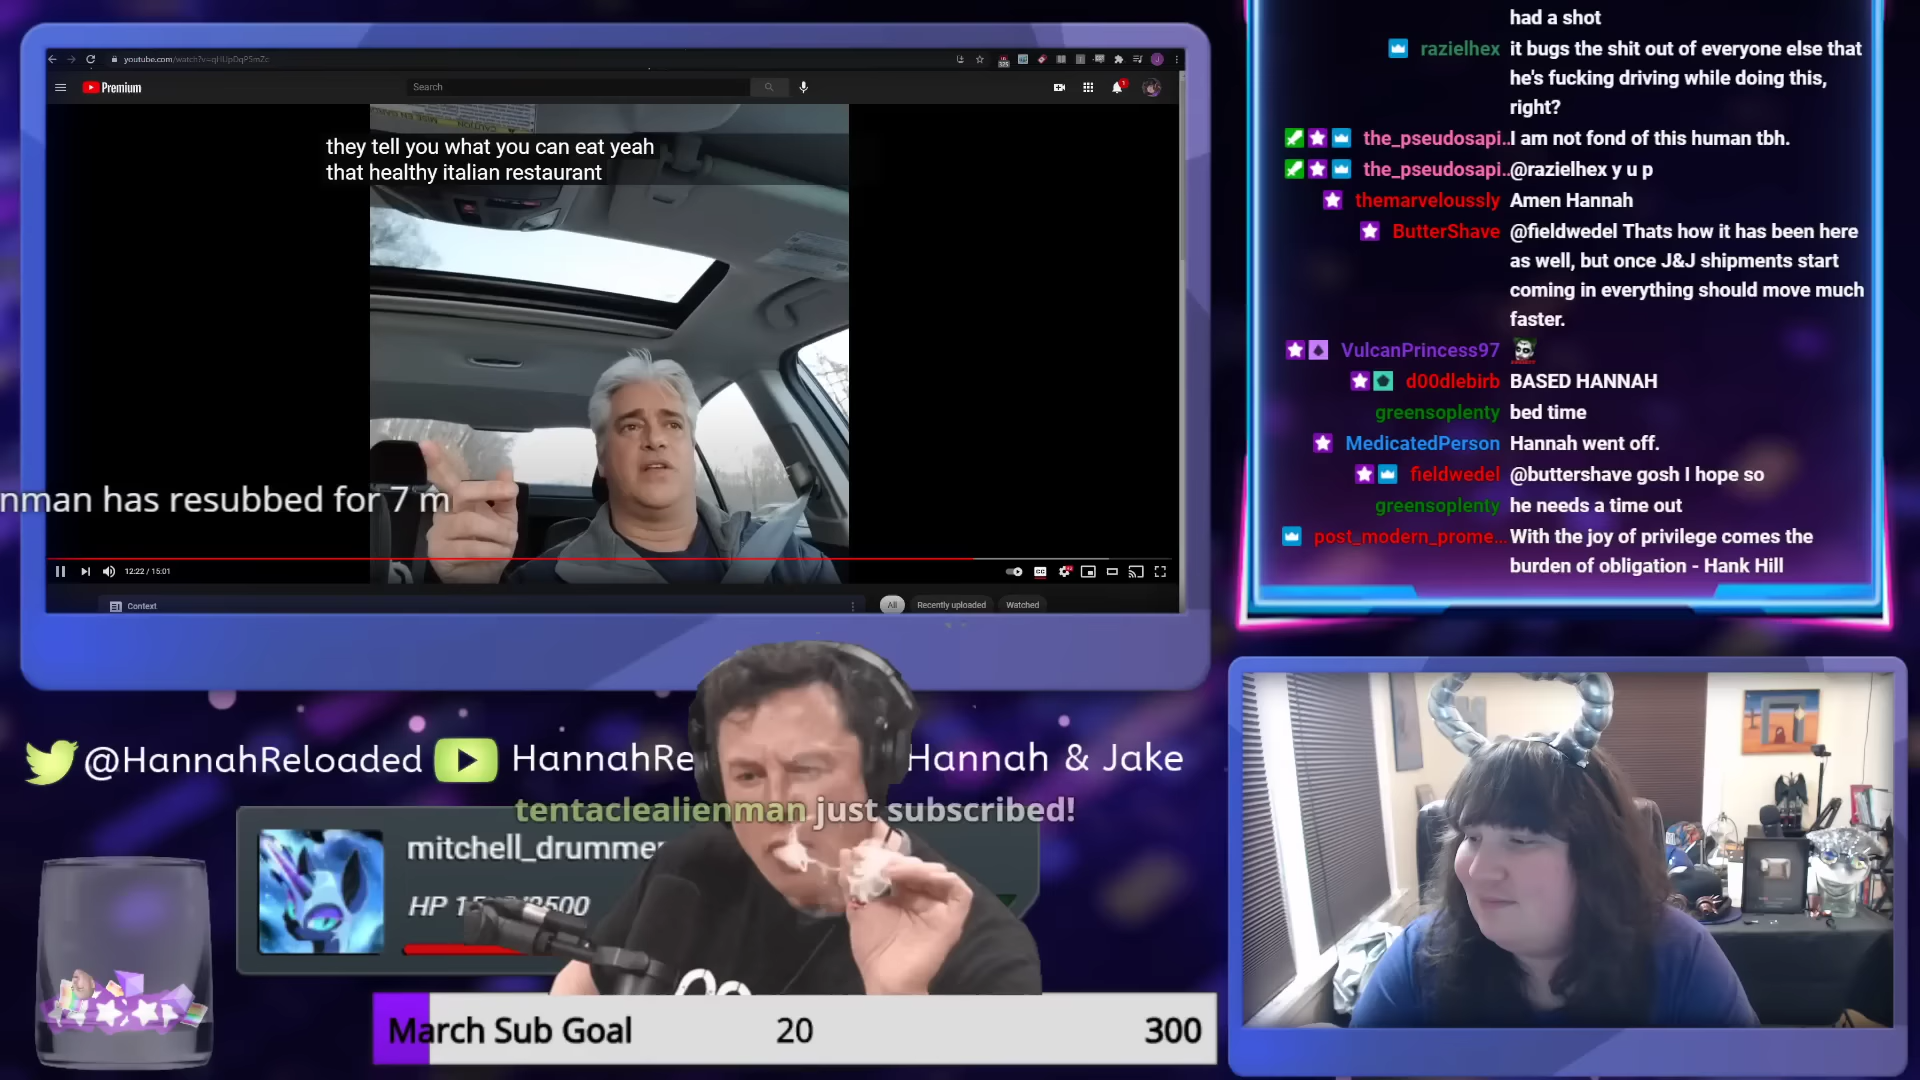 youtube.com/watch?v=qHUpDqP5mZc
Premium
Search
they tell you what you can eat yeah
that healthy italian restaurant
nman has resubbed for 7 m
12:22 / 15:01
Context
All
Recently uploaded
Watched
had a shot
razielhex it bugs the shit out of everyone else that
he's fucking driving while doing this,
right?
the_pseudosapi.. I am not fond of this human tbh.
the_pseudosapi.. @razielhex y u p
themarveloussly Amen Hannah
ButterShave @fieldwedel Thats how it has been here
as well, but once J&J shipments start
coming in everything should move much
faster.
VulcanPrincess97
d00dlebirb BASED HANNAH
greensoplenty bed time
MedicatedPerson Hannah went off.
fieldwedel @buttershave gosh I hope so
greensoplenty he needs a time out
post_modern_prome... With the joy of privilege comes the
burden of obligation - Hank Hill
@HannahReloaded HannahRe Hannah & Jake
tentaclealienman just subscribed!
mitchell_drummer
HP
March Sub Goal 20 300